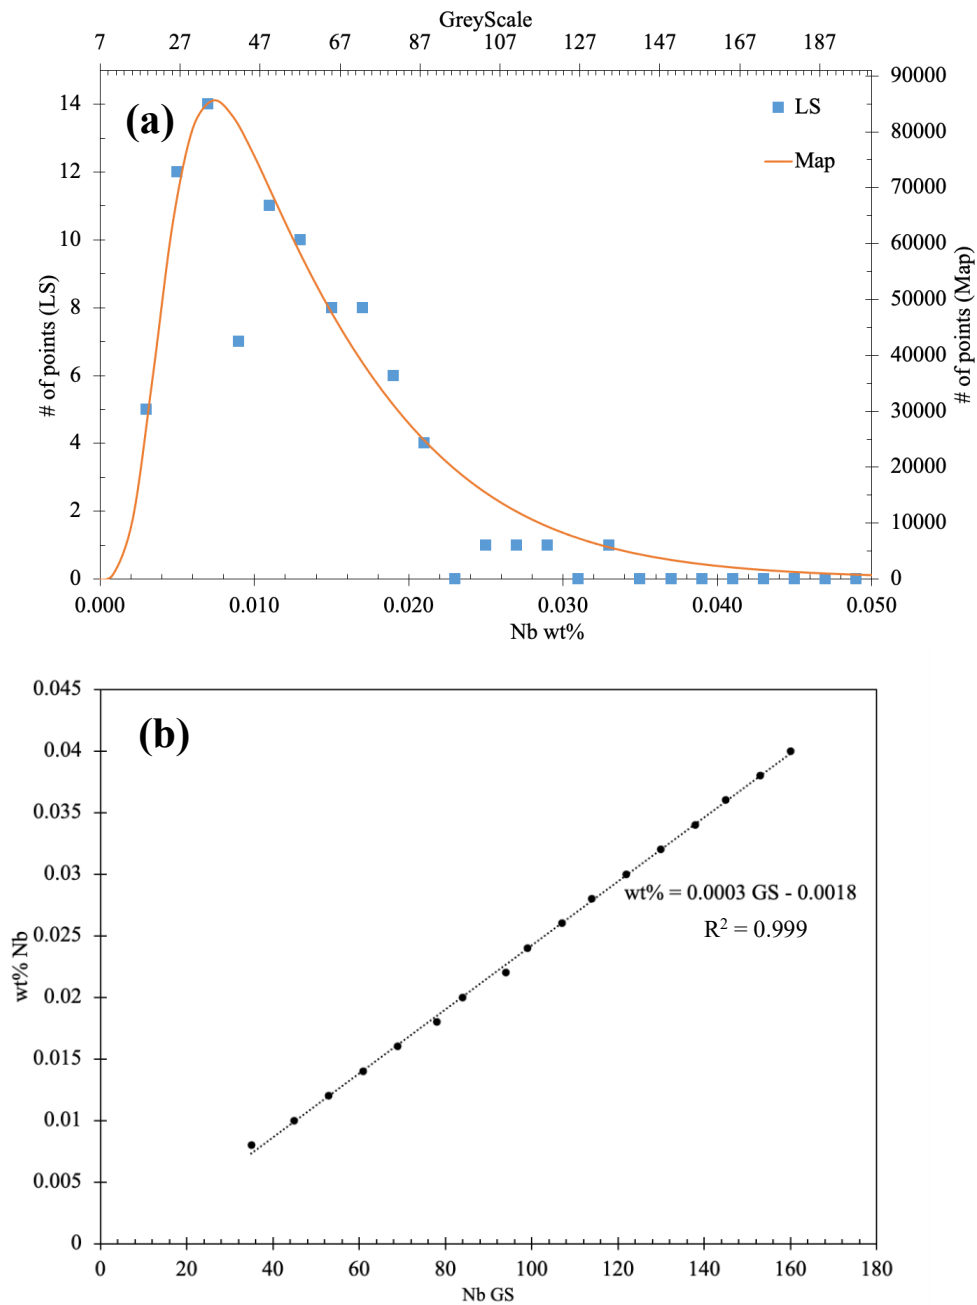 GreyScale
7 27 47 67 87 107 127 147 167 187
(a)
LS
Map
14
12
10
8
6
4
2
0
# of points (LS)
90000
80000
70000
60000
50000
40000
30000
20000
10000
0
# of points (Map)
0.000 0.010 0.020 0.030 0.040 0.050
Nb wt%
(b)
0.045
0.04
0.035
0.03
0.025
0.02
0.015
0.01
0.005
0
wt% Nb
wt% = 0.0003 GS - 0.0018
R² = 0.999
0 20 40 60 80 100 120 140 160 180
Nb GS